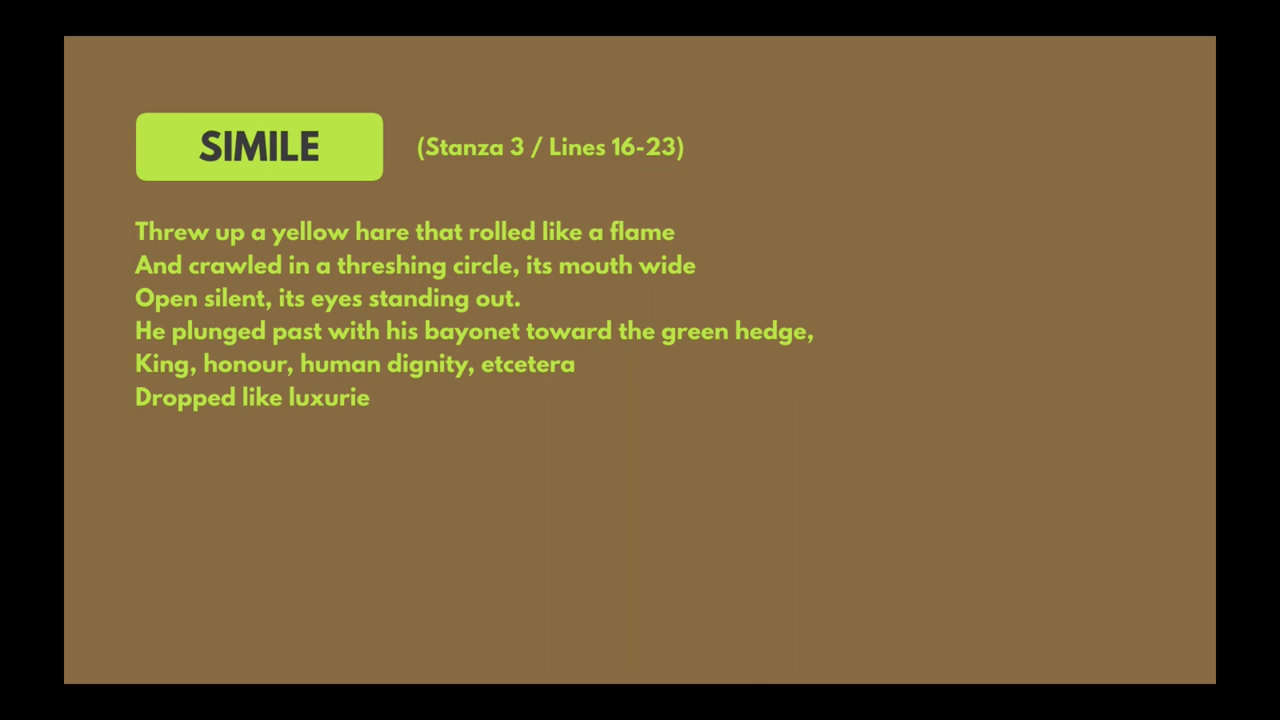 SIMILE
(Stanza 3 / Lines 16-23)
Threw up a yellow hare that rolled like a flame
And crawled in a threshing circle, its mouth wide
Open silent, its eyes standing out.
He plunged past with his bayonet toward the green hedge,
King, honour, human dignity, etcetera
Dropped like luxurie